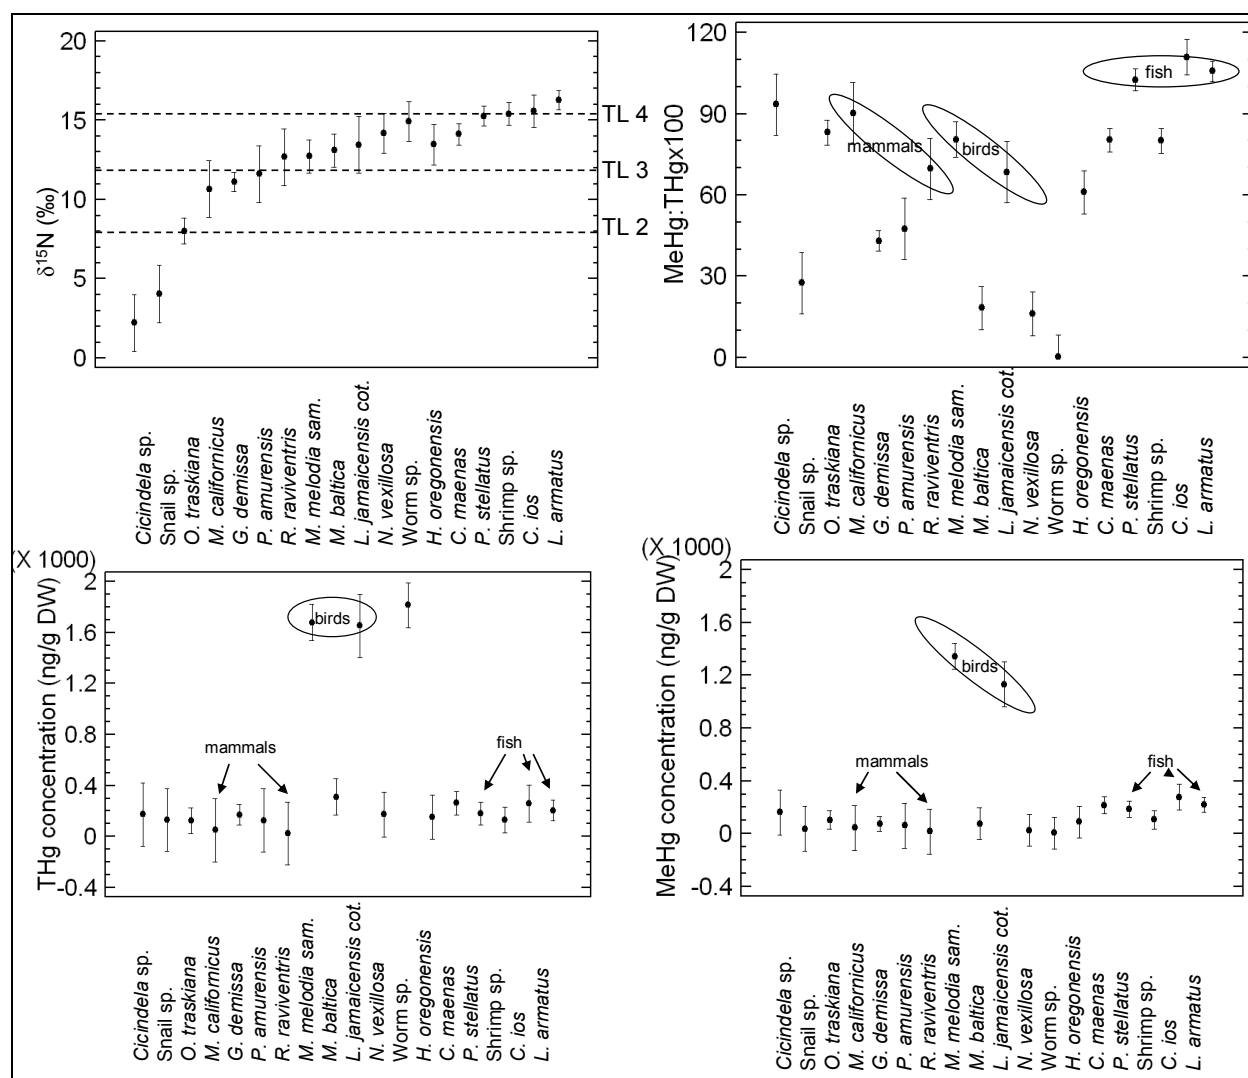 20
15
10
5
0
δ15N (‰)
TL 4
TL 3
TL 2
Cicindela sp.
Snail sp.
O. traskiana
M. californicus
G. demissa
P. amurensis
R. raviventris
M. melodia sam.
M. baltica
L. jamaicensis cot.
N. vexillosa
Worm sp.
H. oregonensis
C. maenas
P. stellatus
Shrimp sp.
C. ios
L. armatus
120
90
60
30
0
MeHg:THgx100
mammals
birds
fish
Cicindela sp.
Snail sp.
O. traskiana
M. californicus
G. demissa
P. amurensis
R. raviventris
M. melodia sam.
M. baltica
L. jamaicensis cot.
N. vexillosa
Worm sp.
H. oregonensis
C. maenas
P. stellatus
Shrimp sp.
C. ios
L. armatus
(X 1000)
2
1.6
1.2
0.8
0.4
0
-0.4
THg concentration (ng/g DW)
birds
mammals
fish
Cicindela sp.
Snail sp.
O. traskiana
M. californicus
G. demissa
P. amurensis
R. raviventris
M. melodia sam.
M. baltica
L. jamaicensis cot.
N. vexillosa
Worm sp.
H. oregonensis
C. maenas
P. stellatus
Shrimp sp.
C. ios
L. armatus
(X 1000)
2
1.6
1.2
0.8
0.4
0
-0.4
MeHg concentration (ng/g DW)
birds
mammals
fish
Cicindela sp.
Snail sp.
O. traskiana
M. californicus
G. demissa
P. amurensis
R. raviventris
M. melodia sam.
M. baltica
L. jamaicensis cot.
N. vexillosa
Worm sp.
H. oregonensis
C. maenas
P. stellatus
Shrimp sp.
C. ios
L. armatus